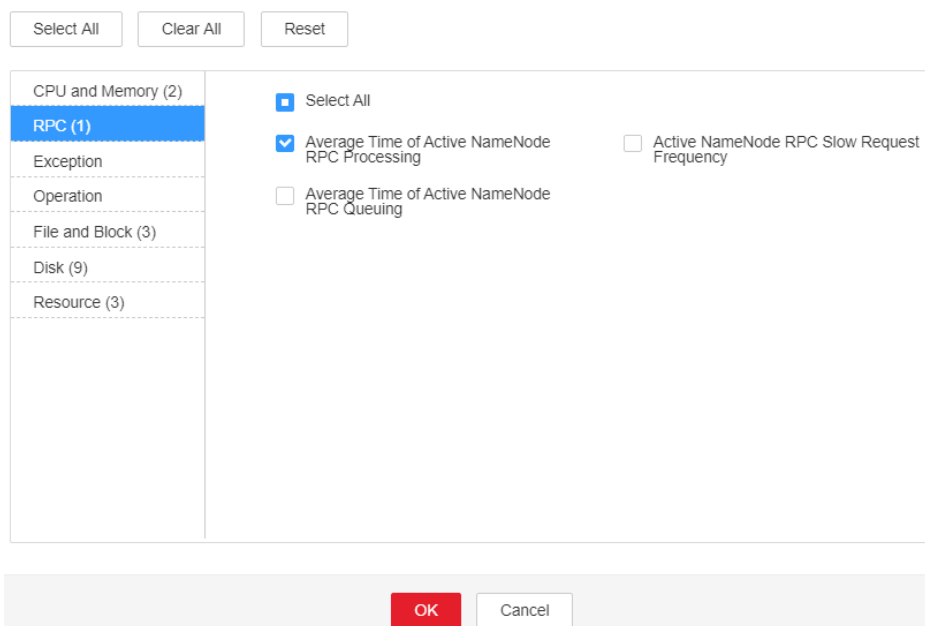 Select All
Clear All
Reset
CPU and Memory (2)
RPC (1)
Exception
Operation
File and Block (3)
Disk (9)
Resource (3)
Select All
Average Time of Active NameNode
RPC Processing
Active NameNode RPC Slow Request
Frequency
Average Time of Active NameNode
RPC Queuing
OK
Cancel